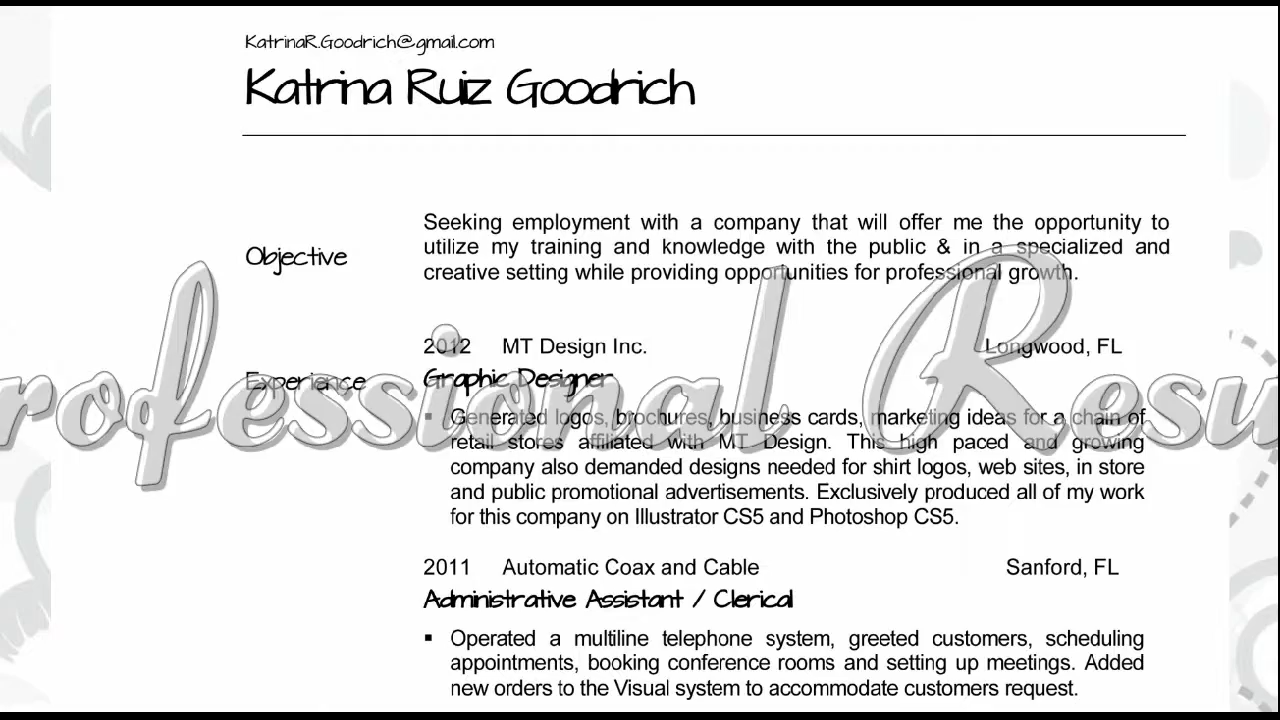 KatrinaR.Goodrich@gmail.com
Katrina Ruiz Goodrich
Objective
Seeking employment with a company that will offer me the opportunity to
utilize my training and knowledge with the public & in a specialized and
creative setting while providing opportunities for professional growth.
Experience
2012 MT Design Inc. Longwood, FL
Graphic Designer
▪ Generated logos, brochures, business cards, marketing ideas for a chain of
retail stores affiliated with MT Design. This high paced and growing
company also demanded designs needed for shirt logos, web sites, in store
and public promotional advertisements. Exclusively produced all of my work
for this company on Illustrator CS5 and Photoshop CS5.
rofessional Resu
2011 Automatic Coax and Cable Sanford, FL
Administrative Assistant / Clerical
▪ Operated a multiline telephone system, greeted customers, scheduling
appointments, booking conference rooms and setting up meetings. Added
new orders to the Visual system to accommodate customers request.